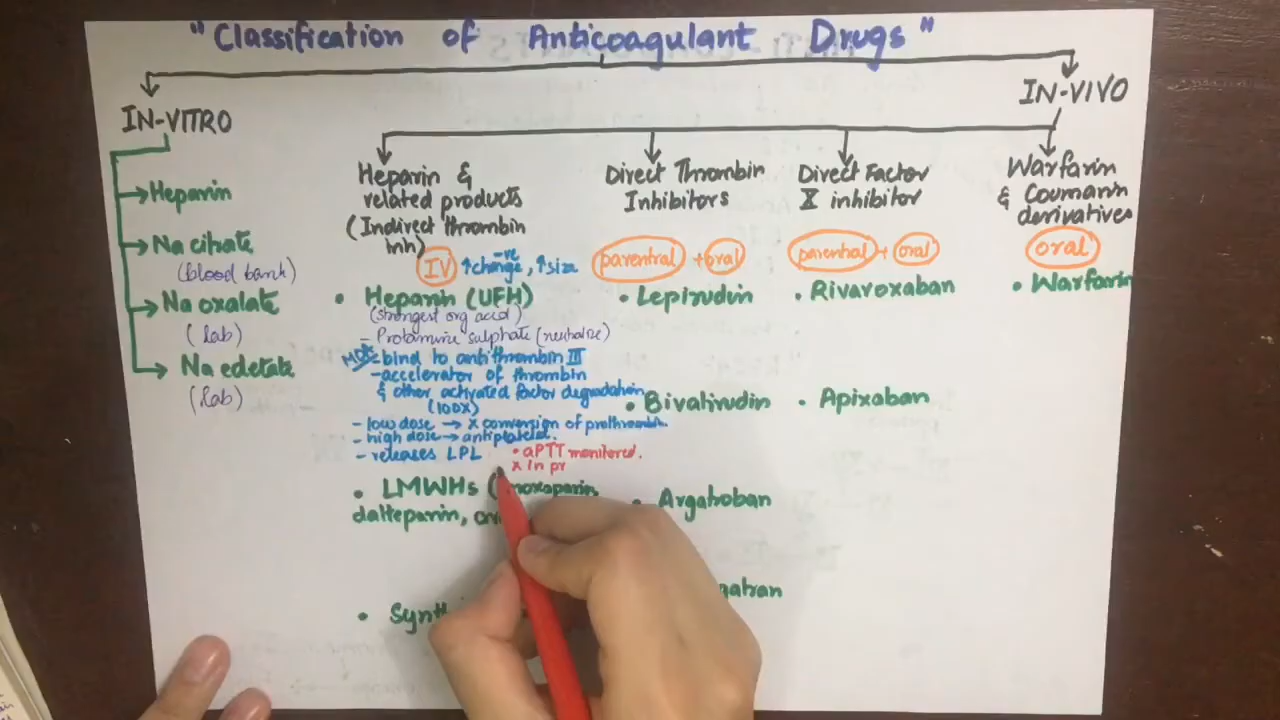 "Classification of Anticoagulant Drugs"
IN-VITRO
IN-VIVO
Heparin
Na citrate
(blood bank)
Na oxalate
(lab)
Na edetate
(lab)
Heparin &
related products
(Indirect thrombin
inh)
IV ↑ -ve charge, ↑ size
• Heparin (UFH)
(strongest org acid)
- Protamine sulphate (neutralize)
MOA: bind to antithrombin III
- accelerator of thrombin
& other activated factor degradation
(100X)
- low dose → x conversion of prothrombin.
- high dose → antiplatelet.
- releases LPL
• aPTT monitored.
x in pr
• LMWHs (enoxaparin,
dalteparin,
• Synth
Direct Thrombin
Inhibitors
parentral + oral
• Lepirudin
• Bivalirudin
• Argatroban
gatran
Direct Factor
X inhibitor
parentral + oral
• Rivaroxaban
• Apixaban
Warfarin
& Coumarin
derivatives
oral
• Warfarin